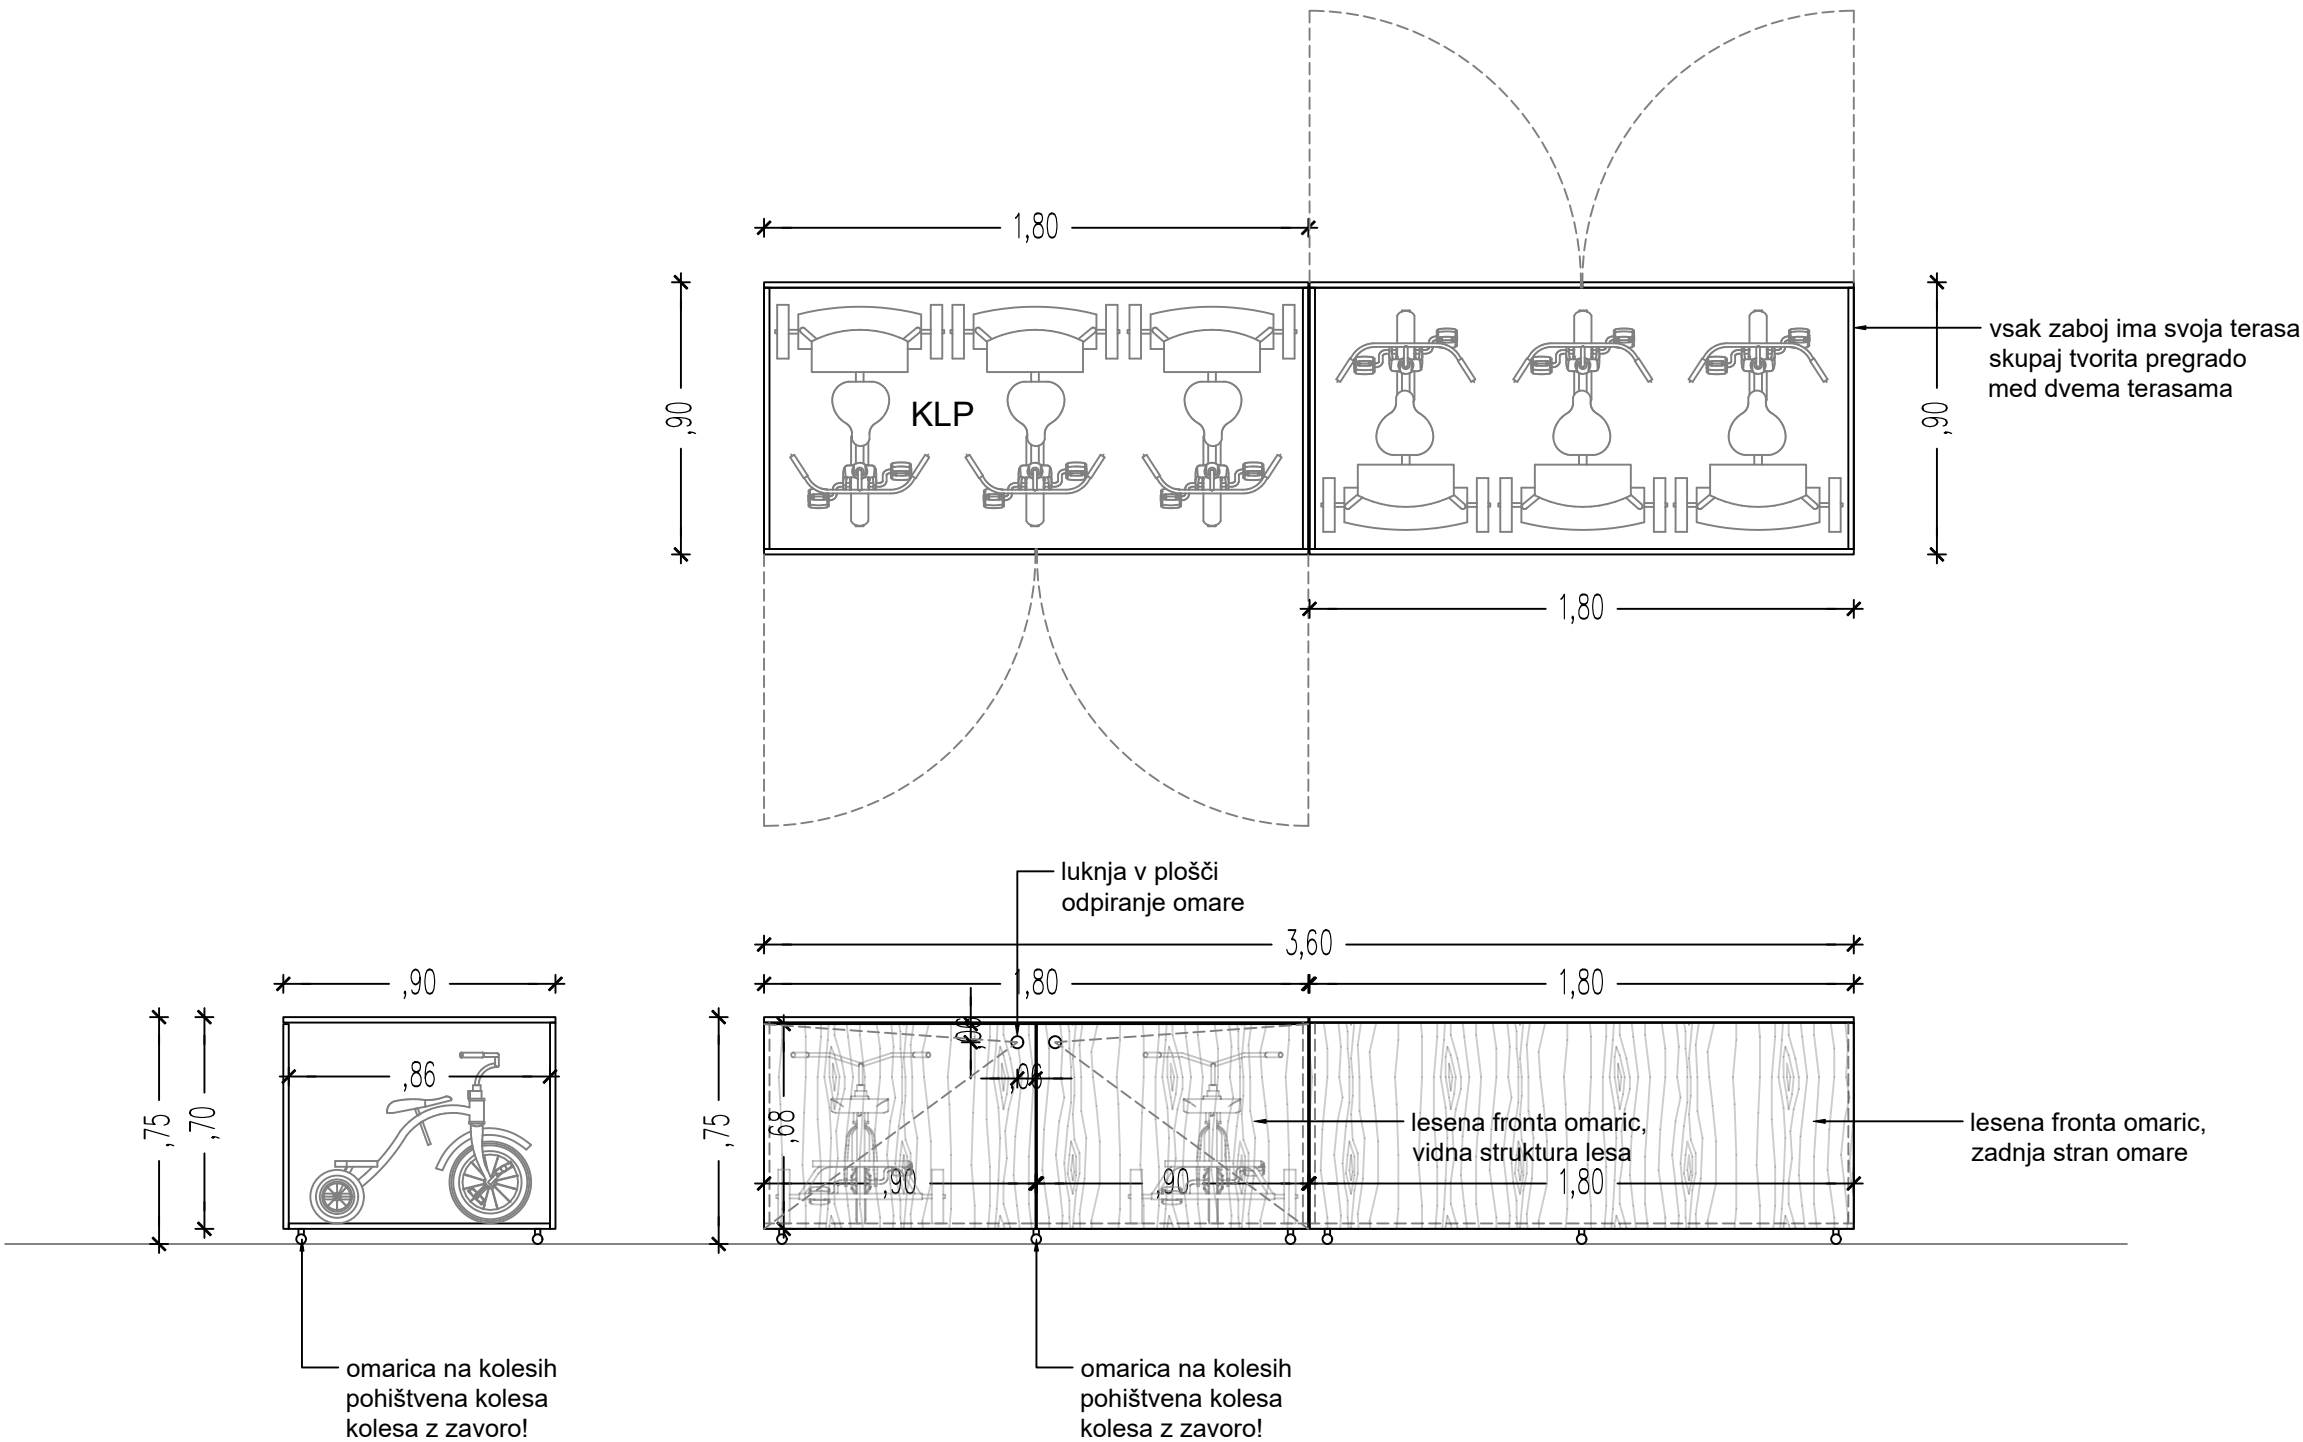 1,80
,90
KLP
,90
vsak zaboj ima svoja terasa
skupaj tvorita pregrado
med dvema terasama
1,80
luknja v plošči
odpiranje omare
3,60
,90
1,80
1,80
,06
,06
,86
,75
,70
,75
,68
lesena fronta omaric,
vidna struktura lesa
lesena fronta omaric,
zadnja stran omare
,90
,90
1,80
omarica na kolesih
pohištvena kolesa
kolesa z zavoro!
omarica na kolesih
pohištvena kolesa
kolesa z zavoro!